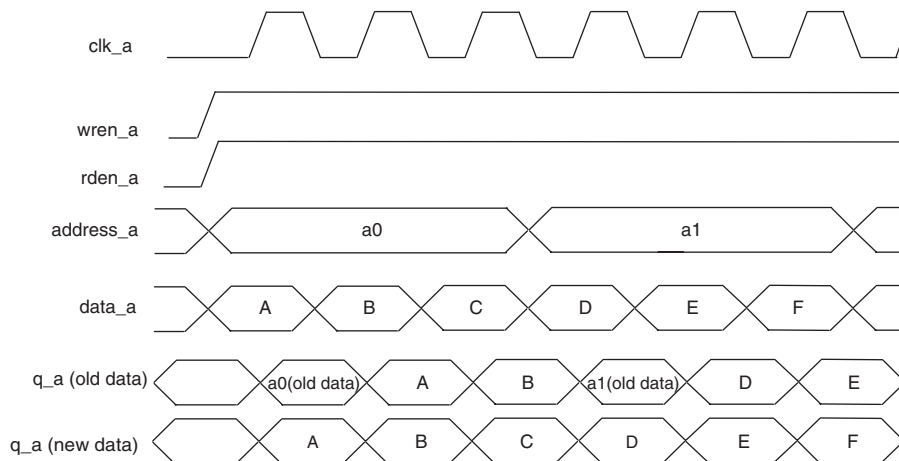 clk_a
wren_a
rden_a
address_a a0 a1
data_a A B C D E F
q_a (old data) a0(old data) A B a1(old data) D E
q_a (new data) A B C D E F